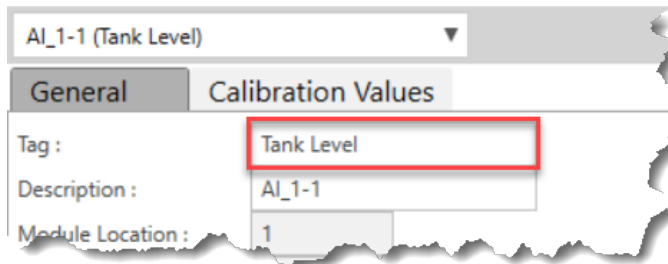 AI_1-1 (Tank Level)
General Calibration Values
Tag : Tank Level
Description : AI_1-1
Module Location : 1